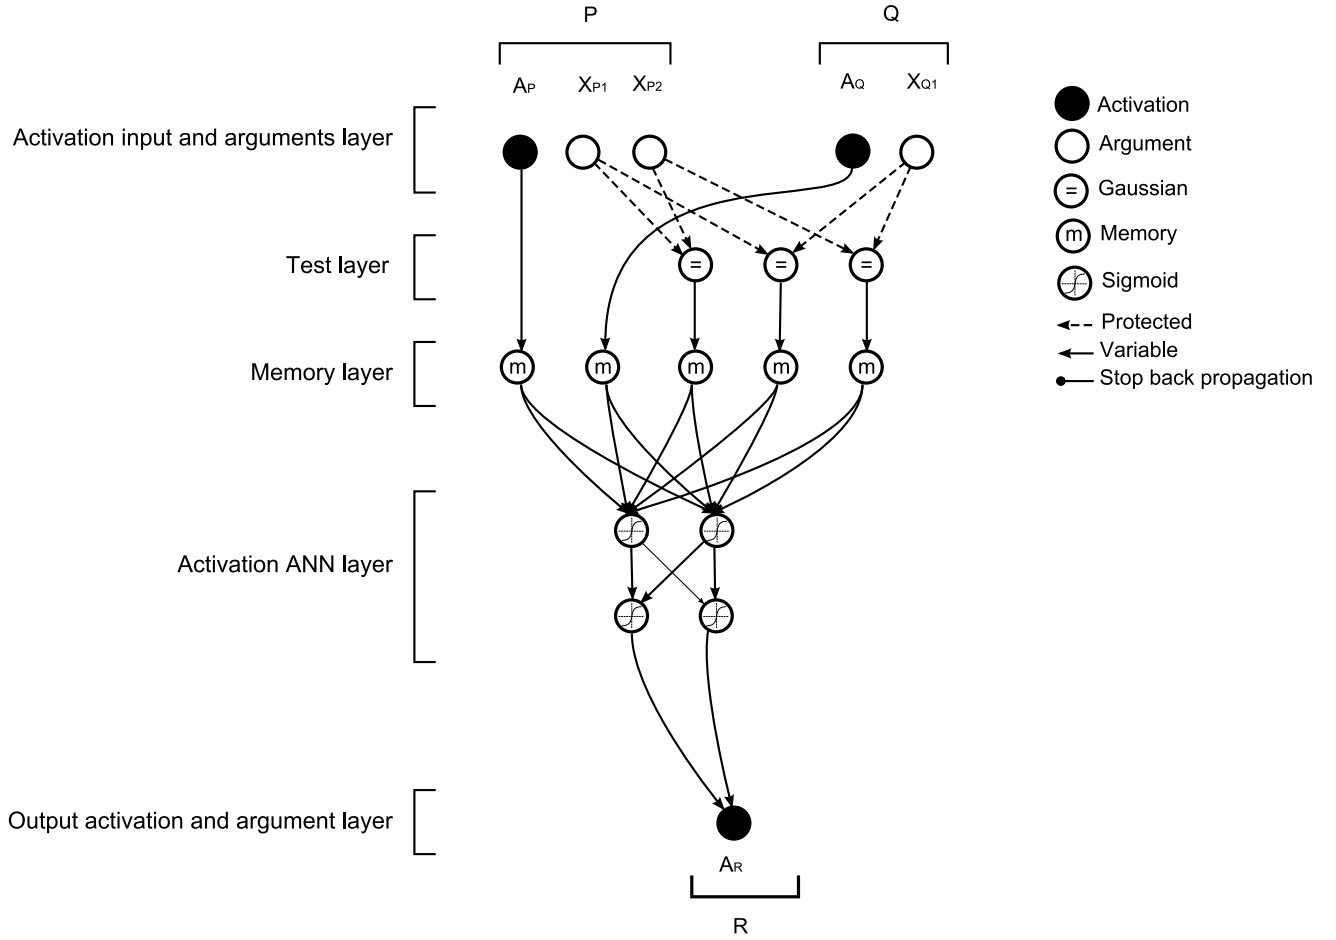 P
Q
AP
XP1
XP2
AQ
XQ1
Activation input and arguments layer
Activation
Argument
Gaussian
Memory
Sigmoid
Protected
Variable
Stop back propagation
Test layer
=
=
=
=
Memory layer
m
m
m
m
m
m
Activation ANN layer
Output activation and argument layer
AR
R